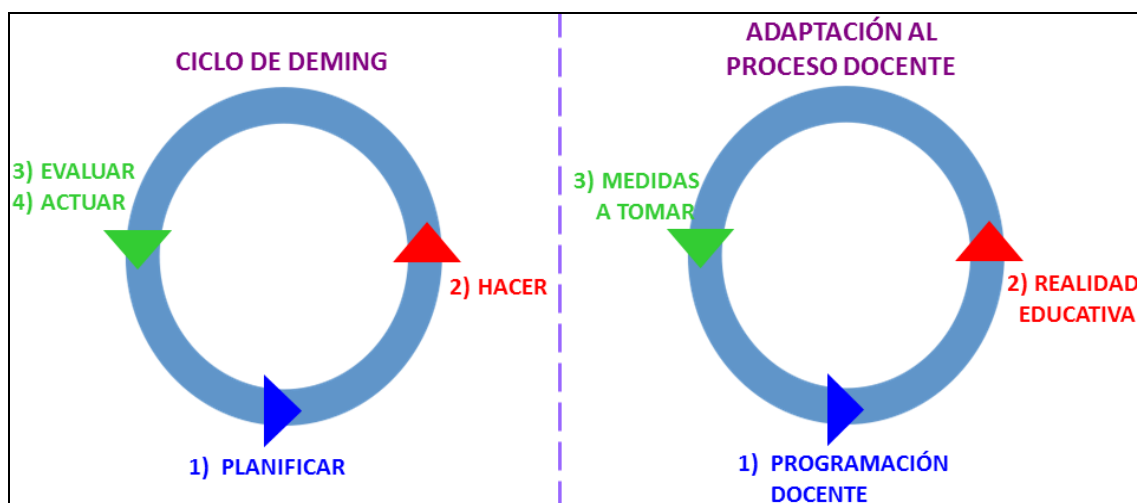 CICLO DE DEMING
3) EVALUAR
4) ACTUAR
2) HACER
1) PLANIFICAR
ADAPTACIÓN AL
PROCESO DOCENTE
3) MEDIDAS
A TOMAR
2) REALIDAD
EDUCATIVA
1) PROGRAMACIÓN
DOCENTE